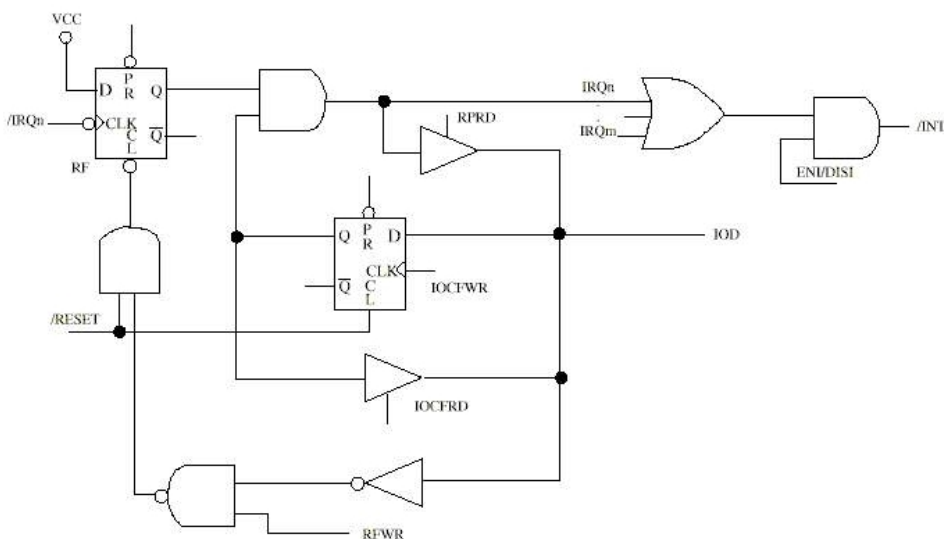 VCC
D
P
R
Q
/IRQn
CLK
C
L
Q
RF
IRQn
IRQm
/INT
ENI/DISI
RPRD
Q
P
R
D
IOD
CLK
C
L
Q
IOCFWR
/RESET
IOCFRD
RFWR